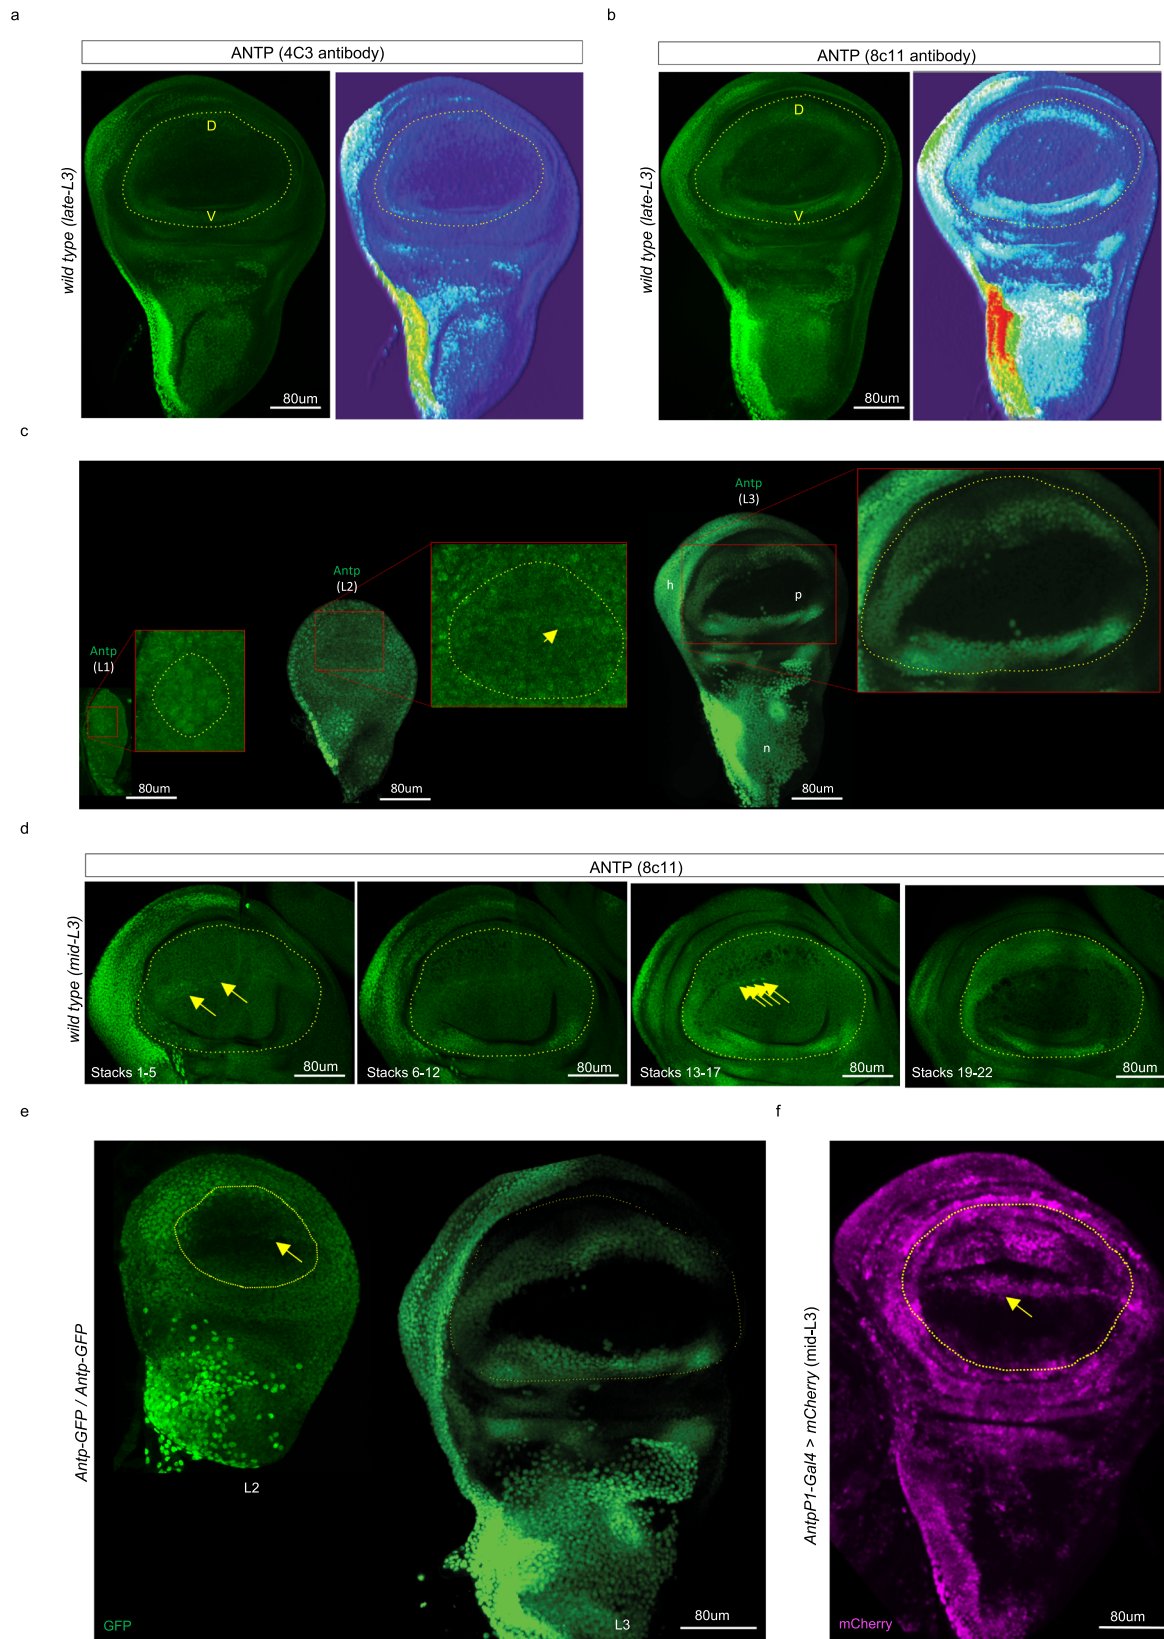 a
ANTP (4C3 antibody)
wild type (late-L3)
D
V
80um
80um
b
ANTP (8c11 antibody)
wild type (late-L3)
D
V
80um
80um
c
Antp
(L1)
80um
Antp
(L2)
80um
Antp
(L3)
h
p
n
80um
d
ANTP (8c11)
wild type (mid-L3)
Stacks 1-5
80um
Stacks 6-12
80um
Stacks 13-17
80um
Stacks 19-22
80um
e
Antp-GFP / Antp-GFP
L2
GFP
L3
80um
f
AntpP1-Gal4 > mCherry (mid-L3)
mCherry
80um